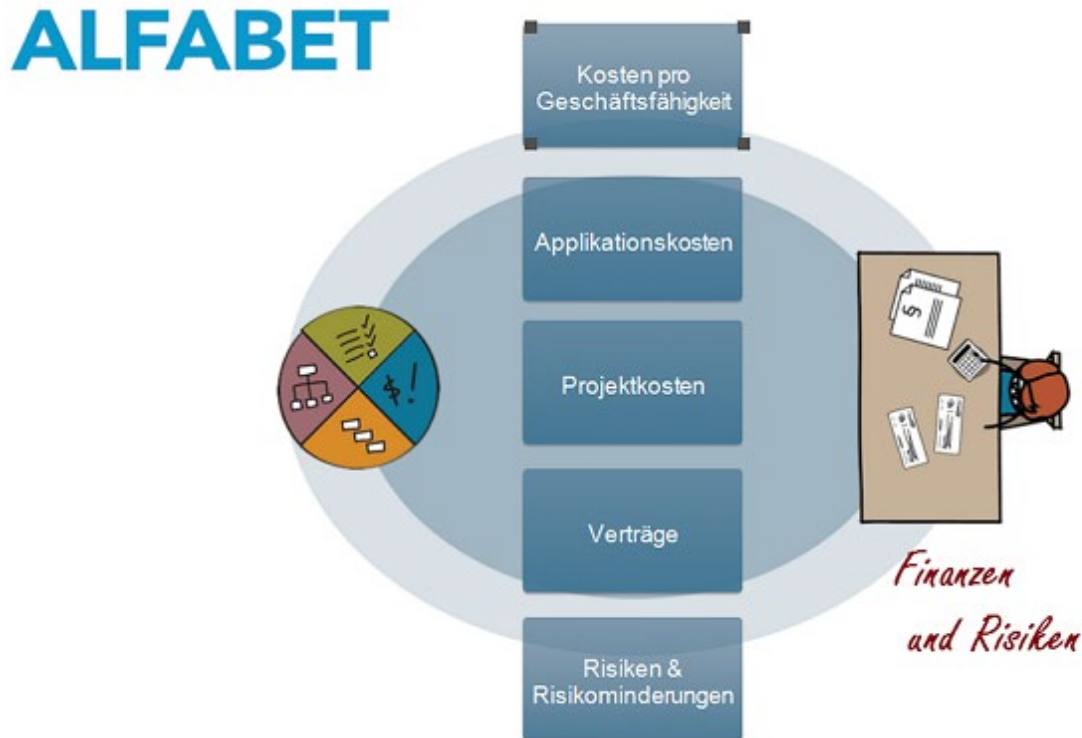 ALFABET
Kosten pro
Geschäftsfähigkeit
Applikationskosten
Projektkosten
$!
§
Verträge
Finanzen
und Risiken
Risiken &
Risikominderungen